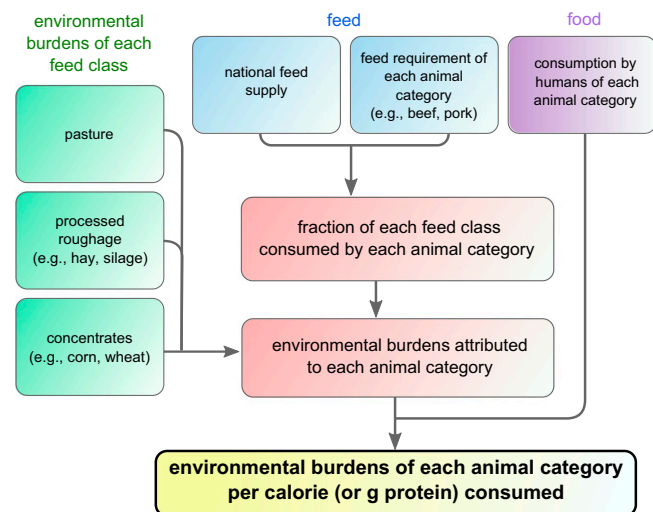 environmental
burdens of each
feed class
feed
food
national feed
supply
feed requirement of
each animal
category
(e.g., beef, pork)
consumption by
humans of each
animal category
pasture
processed
roughage
(e.g., hay, silage)
concentrates
(e.g., corn, wheat)
fraction of each feed class
consumed by each animal category
environmental burdens attributed
to each animal category
environmental burdens of each animal category
per calorie (or g protein) consumed